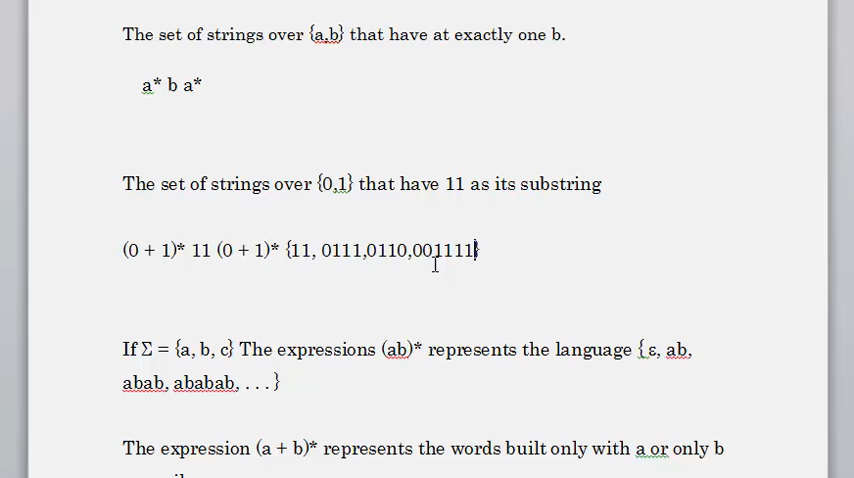 The set of strings over {a,b} that have at exactly one b.
a* b a*
The set of strings over {0,1} that have 11 as its substring
(0 + 1)* 11 (0 + 1)* {11, 0111,0110,001111}
If Σ = {a, b, c} The expressions (ab)* represents the language { ε, ab,
abab, ababab, . . . }
The expression (a + b)* represents the words built only with a or only b